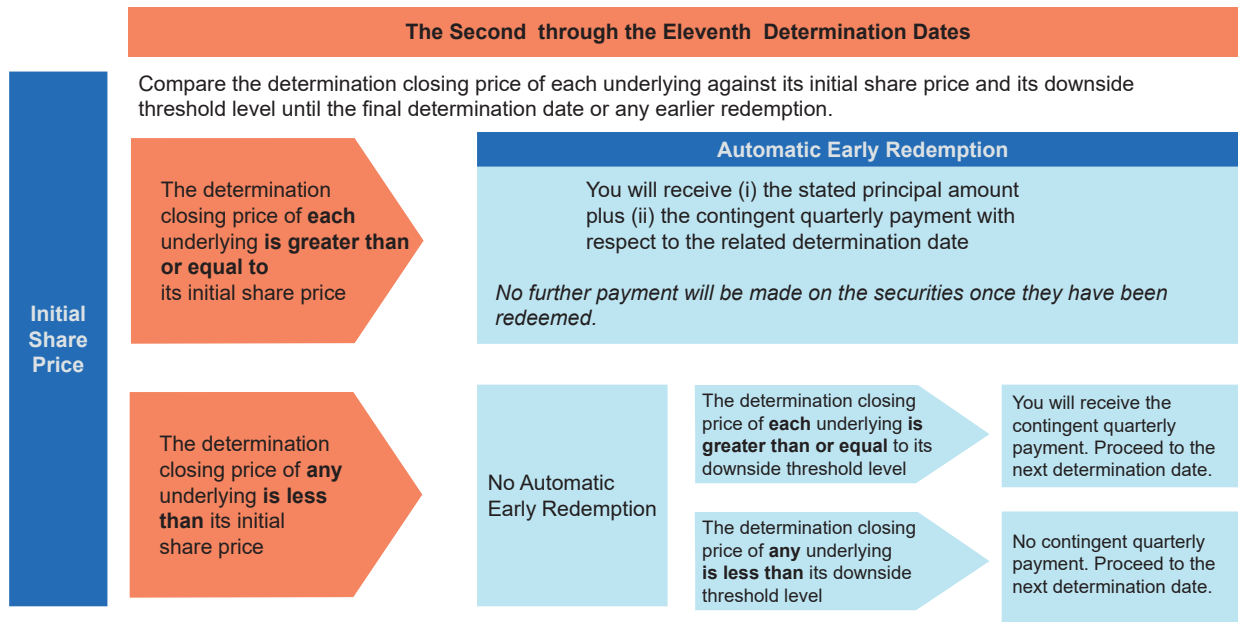 The Second through the Eleventh Determination Dates
Compare the determination closing price of each underlying against its initial share price and its downside
threshold level until the final determination date or any earlier redemption.
Initial
Share
Price
The determination
closing price of each
underlying is greater than
or equal to
its initial share price
Automatic Early Redemption
You will receive (i) the stated principal amount
plus (ii) the contingent quarterly payment with
respect to the related determination date
No further payment will be made on the securities once they have been
redeemed.
The determination
closing price of any
underlying is less
than its initial
share price
No Automatic
Early Redemption
The determination closing
price of each underlying is
greater than or equal to its
downside threshold level
You will receive the
contingent quarterly
payment. Proceed to the
next determination date.
The determination closing
price of any underlying
is less than its downside
threshold level
No contingent quarterly
payment. Proceed to the
next determination date.